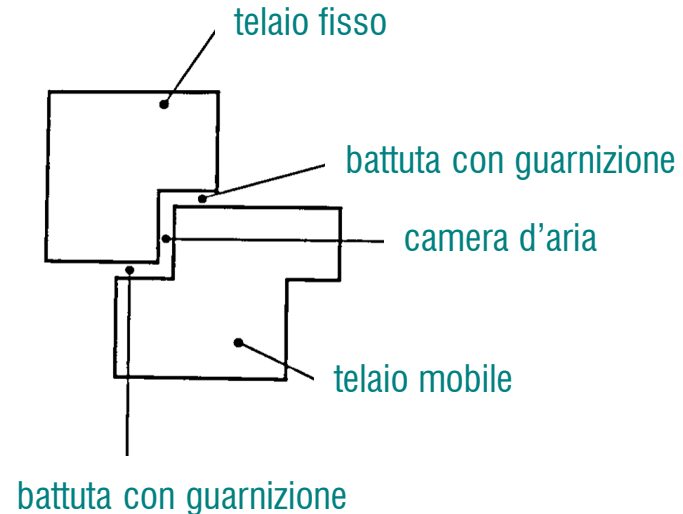 telaio fisso
battuta con guarnizione
camera d'aria
telaio mobile
battuta con guarnizione